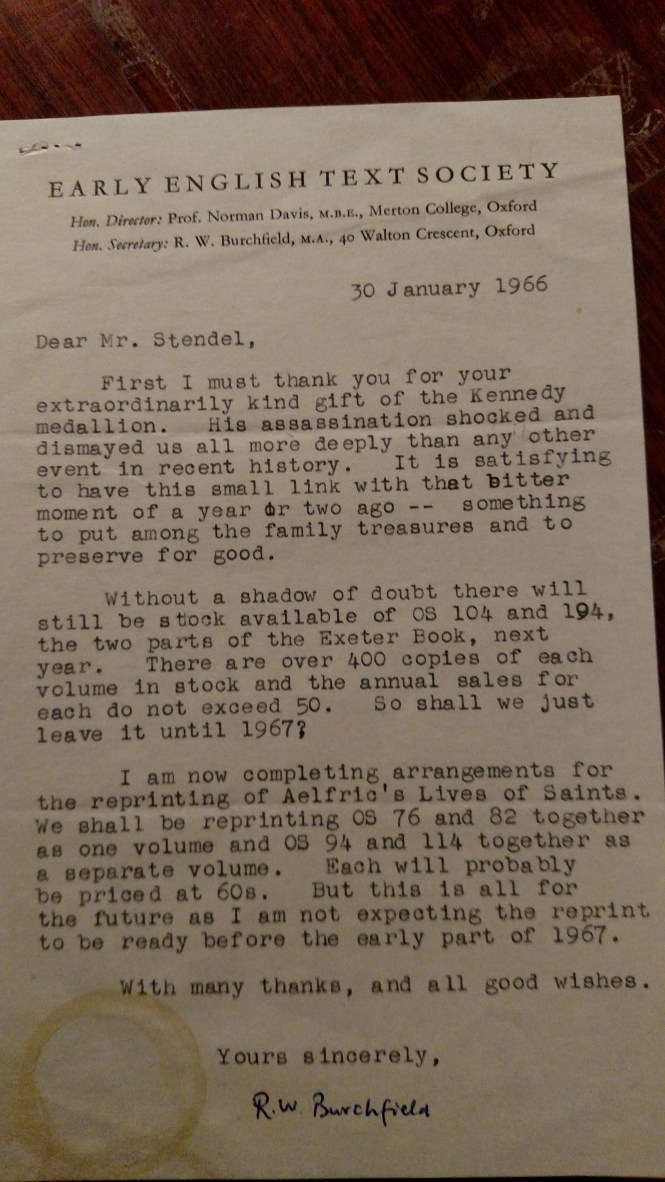 EARLY ENGLISH TEXT SOCIETY
Hon. Director: Prof. Norman Davis, M.B.E., Merton College, Oxford
Hon. Secretary: R. W. Burchfield, M.A., 40 Walton Crescent, Oxford
30 January 1966
Dear Mr. Stendel,
First I must thank you for your
extraordinarily kind gift of the Kennedy
medallion. His assassination shocked and
dismayed us all more deeply than any other
event in recent history. It is satisfying
to have this small link with that bitter
moment of a year or two ago -- something
to put among the family treasures and to
preserve for good.
Without a shadow of doubt there will
still be stock available of OS 104 and 194,
the two parts of the Exeter Book, next
year. There are over 400 copies of each
volume in stock and the annual sales for
each do not exceed 50. So shall we just
leave it until 1967?
I am now completing arrangements for
the reprinting of Aelfric's Lives of Saints.
We shall be reprinting OS 76 and 82 together
as one volume and OS 94 and 114 together as
a separate volume. Each will probably
be priced at 60s. But this is all for
the future as I am not expecting the reprint
to be ready before the early part of 1967.
With many thanks, and all good wishes.
Yours sincerely,
R.W. Burchfield